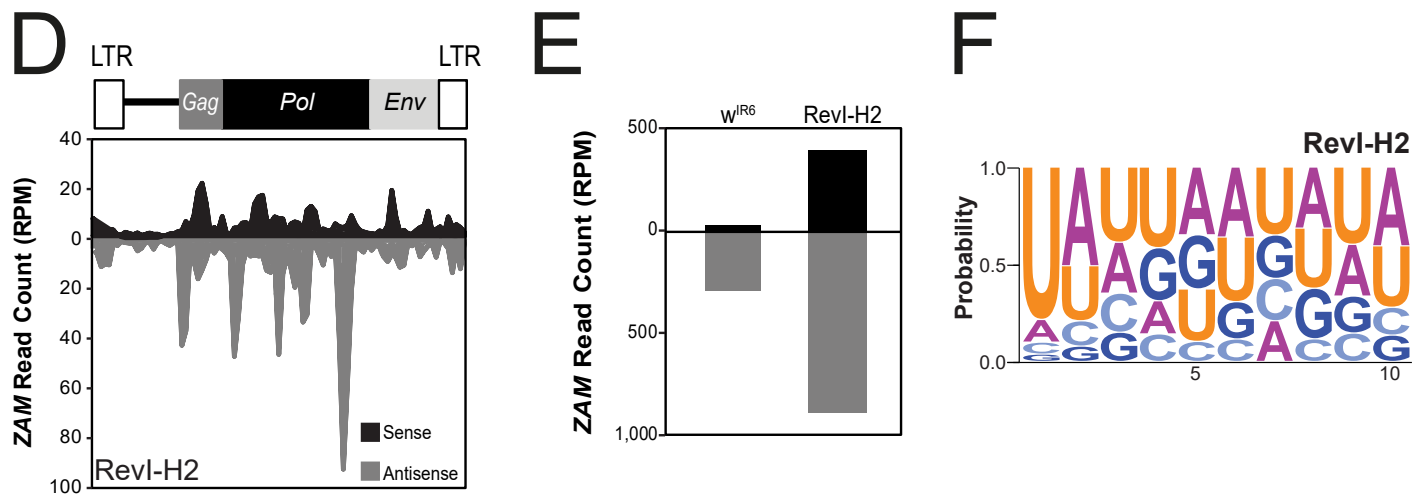 D
LTR LTR
Gag Pol Env
ZAM Read Count (RPM)
40
20
0
20
40
60
80
100
Sense
Antisense
RevI-H2
E
wIR6 RevI-H2
ZAM Read Count (RPM)
500
0
500
1,000
F
RevI-H2
Probability
1.0
0.5
0.0
U A U U A A U A U A
A U A G G U G U A U
C C C A U G C G G C
G G G C C C A C C G
5 10